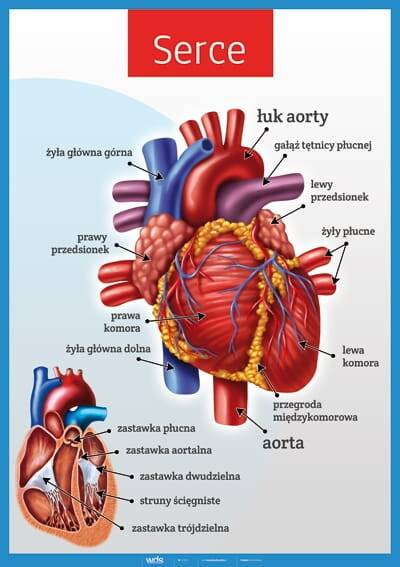 Serce
łuk aorty
żyła główna górna
gałąź tętnicy płucnej
lewy
przedsionek
prawy
przedsionek
żyły płucne
prawa
komora
żyła główna dolna
lewa
komora
przegroda
międzykomorowa
aorta
zastawka płucna
zastawka aortalna
zastawka dwudzielna
struny ścięgniste
zastawka trójdzielna
wds